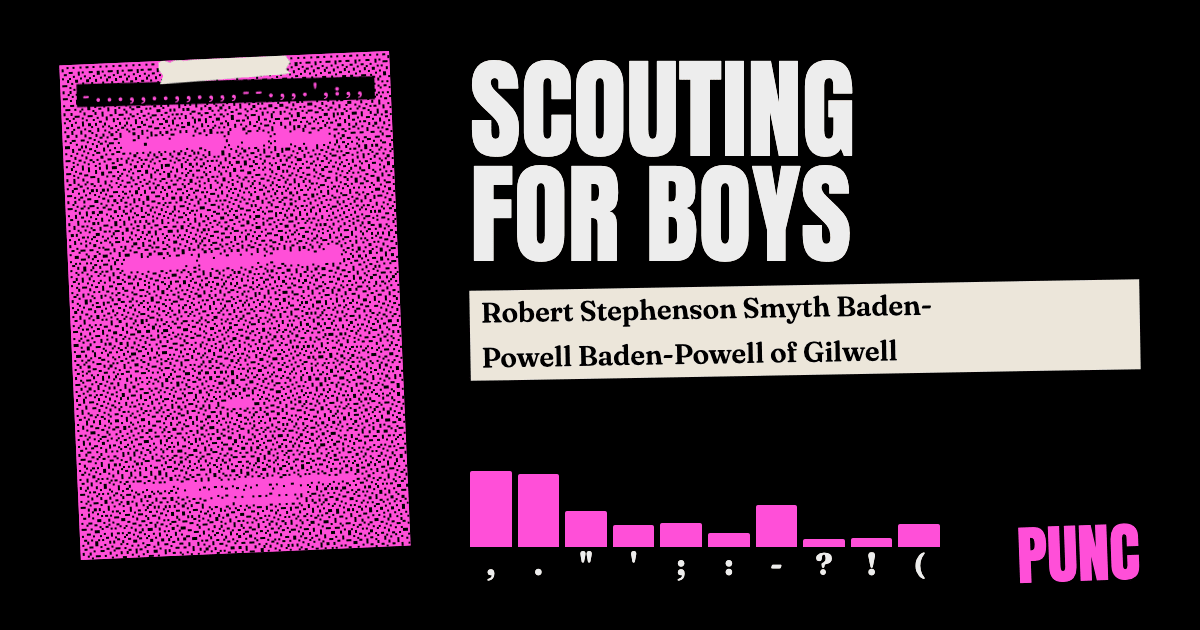 SCOUTING
FOR BOYS
Robert Stephenson Smyth Baden-
Powell Baden-Powell of Gilwell
, . " ' ; : - ? ! (
PUNC